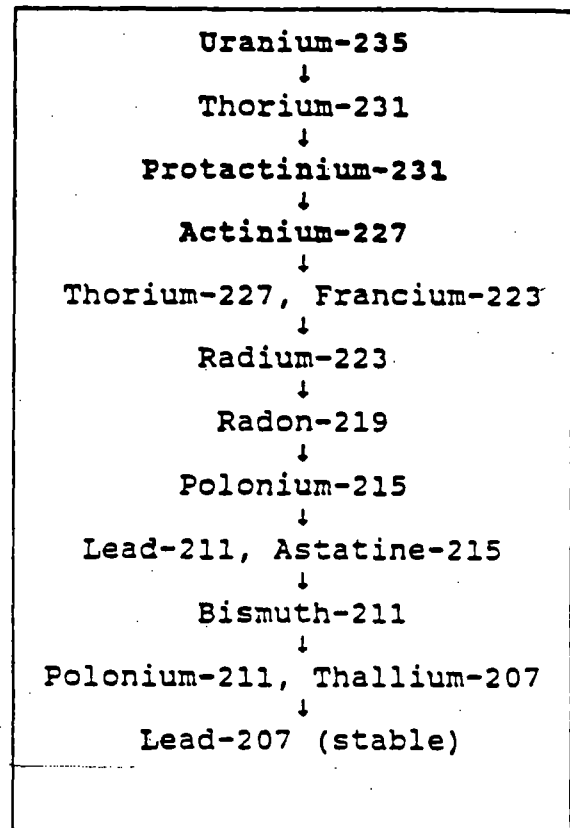 Uranium-235
↓
Thorium-231
↓
Protactinium-231
↓
Actinium-227
↓
Thorium-227, Francium-223
↓
Radium-223
↓
Radon-219
↓
Polonium-215
↓
Lead-211, Astatine-215
↓
Bismuth-211
↓
Polonium-211, Thallium-207
↓
Lead-207 (stable)